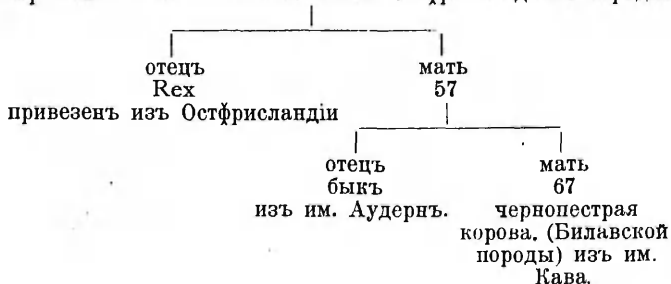 отецъ мать
Rex 57
привезенъ изъ Остфрисландіи
отецъ мать
быкъ 67
изъ им. Аудернъ. чернопестрая
корова. (Билавской
породы) изъ им.
Кава.